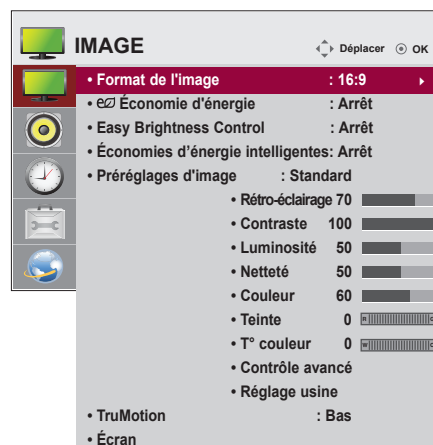 IMAGE Déplacer OK
• Format de l'image : 16:9
• Économie d'énergie : Arrêt
• Easy Brightness Control : Arrêt
• Économies d’énergie intelligentes: Arrêt
• Préréglages d'image : Standard
• Rétro-éclairage 70
• Contraste 100
• Luminosité 50
• Netteté 50
• Couleur 60
• Teinte 0 R G
• T° couleur 0 W C
• Contrôle avancé
• Réglage usine
• TruMotion : Bas
• Écran